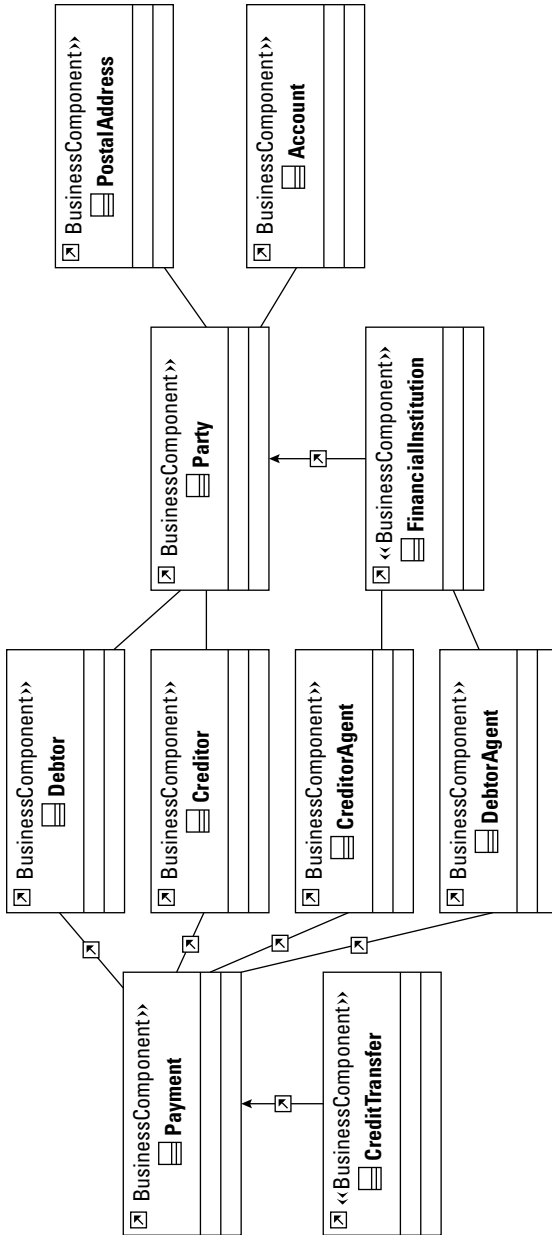 BusinessComponent››
Debtor
BusinessComponent››
PostalAddress
BusinessComponent››
Payment
BusinessComponent››
Creditor
BusinessComponent››
Party
BusinessComponent››
Account
BusinessComponent››
CreditorAgent
‹‹BusinessComponent››
CreditTransfer
‹‹BusinessComponent››
FinancialInstitution
BusinessComponent››
DebtorAgent